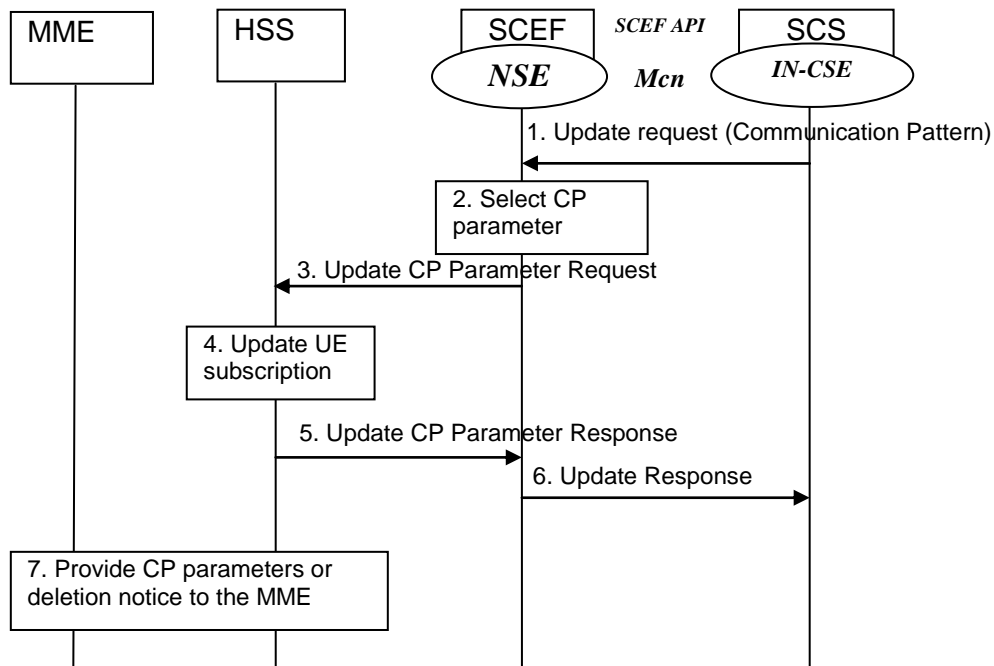 MME
HSS
SCEF
SCEF API
SCS
NSE
Mcn
IN-CSE
1. Update request (Communication Pattern)
2. Select CP
parameter
3. Update CP Parameter Request
4. Update UE
subscription
5. Update CP Parameter Response
6. Update Response
7. Provide CP parameters or
deletion notice to the MME